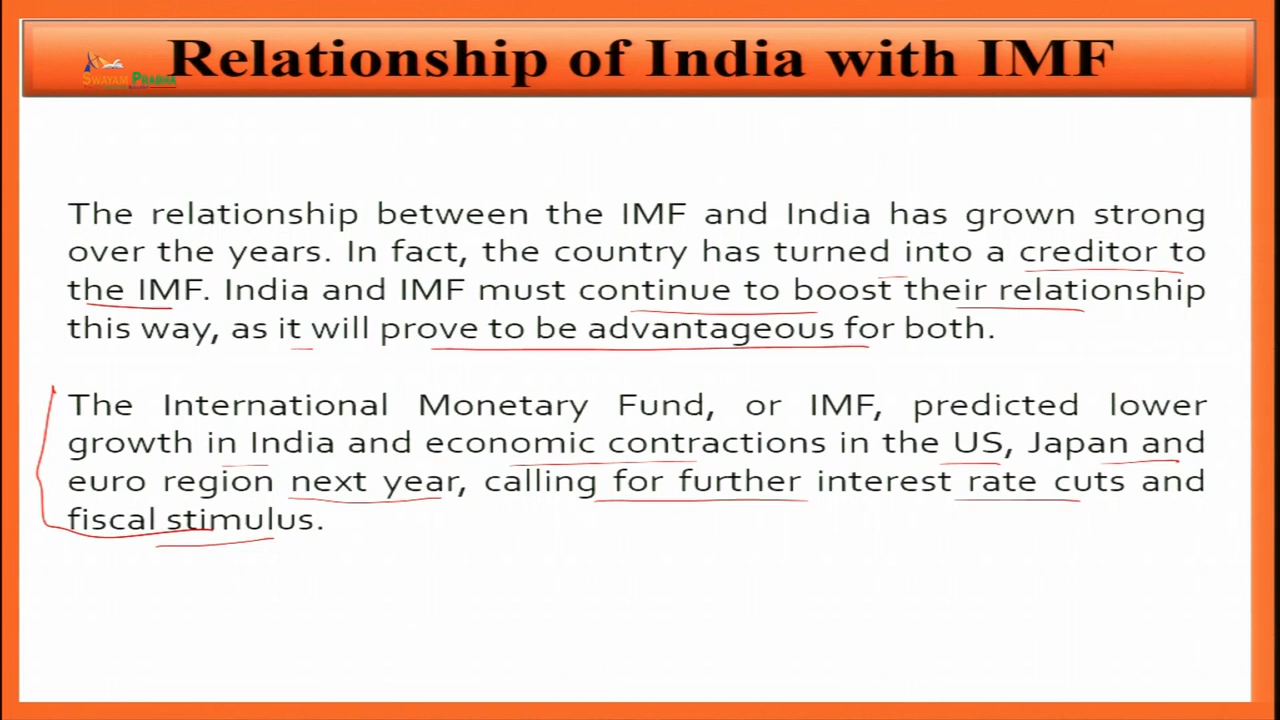 Relationship of India with IMF
SWAYAM PRABHA
The relationship between the IMF and India has grown strong
over the years. In fact, the country has turned into a creditor to
the IMF. India and IMF must continue to boost their relationship
this way, as it will prove to be advantageous for both.
The International Monetary Fund, or IMF, predicted lower
growth in India and economic contractions in the US, Japan and
euro region next year, calling for further interest rate cuts and
fiscal stimulus.